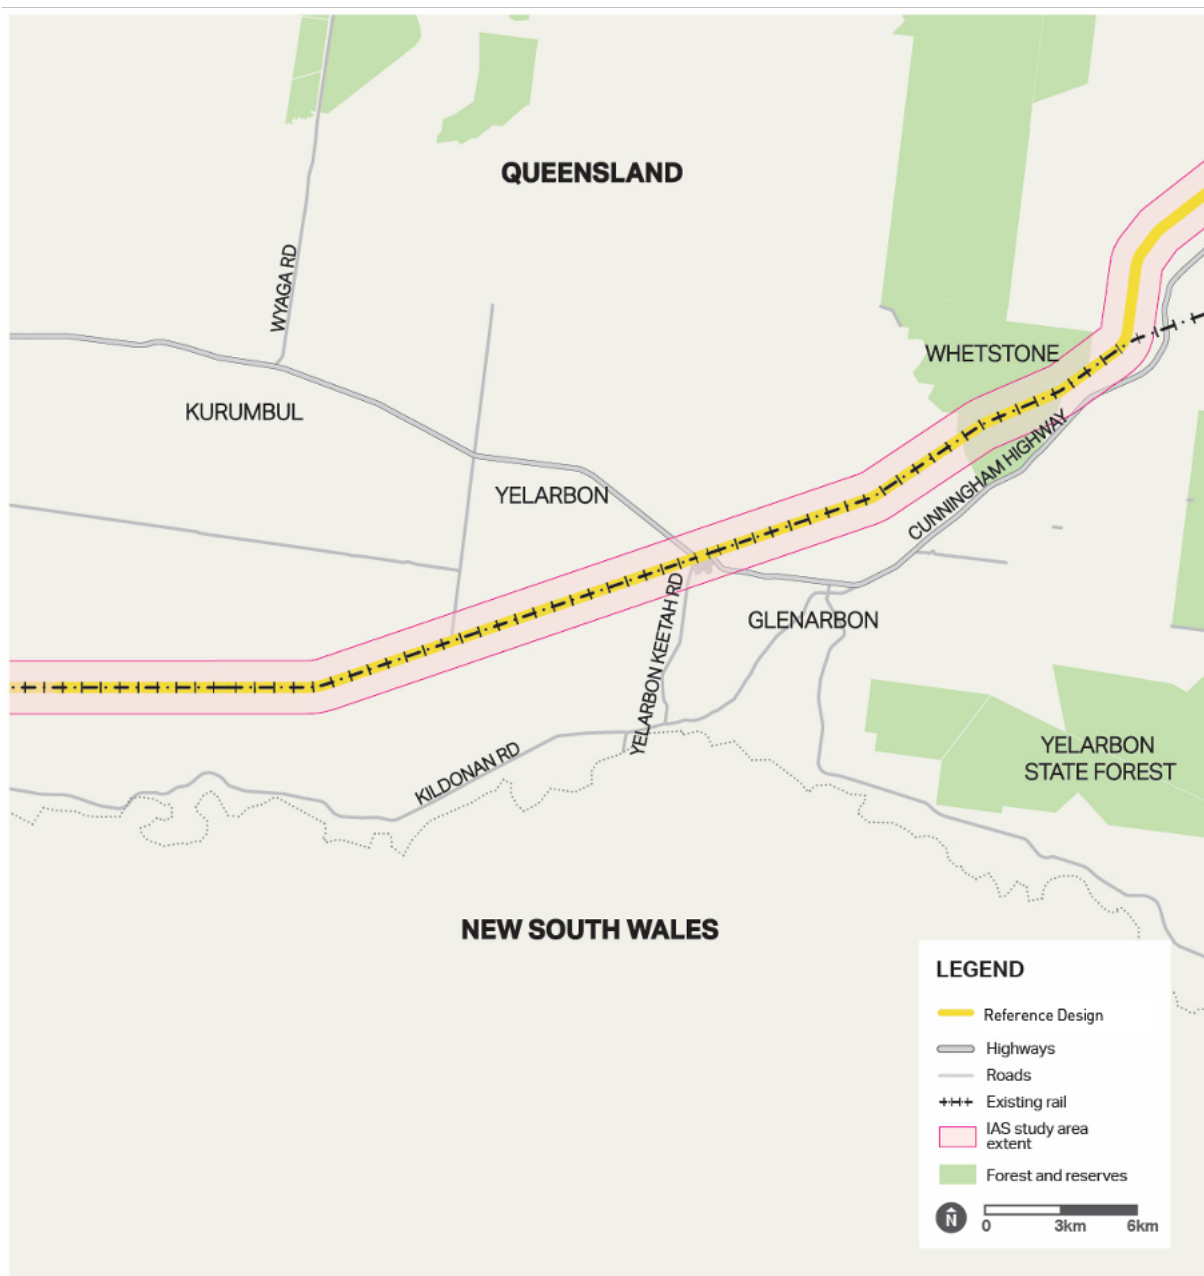 QUEENSLAND
WYAGA RD
WHETSTONE
KURUMBUL
YELARBON
CUNNINGHAM HIGHWAY
YELARBON KEETAH RD
GLENARBON
YELARBON
STATE FOREST
KILDONAN RD
NEW SOUTH WALES
LEGEND
Reference Design
Highways
Roads
Existing rail
IAS study area
extent
Forest and reserves
N
0 3km 6km